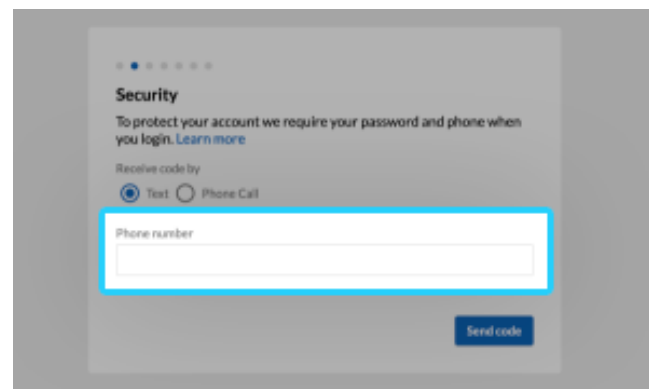 Security
To protect your account we require your password and phone when
you login. Learn more
Receive code by
Text Phone Call
Phone number
Send code